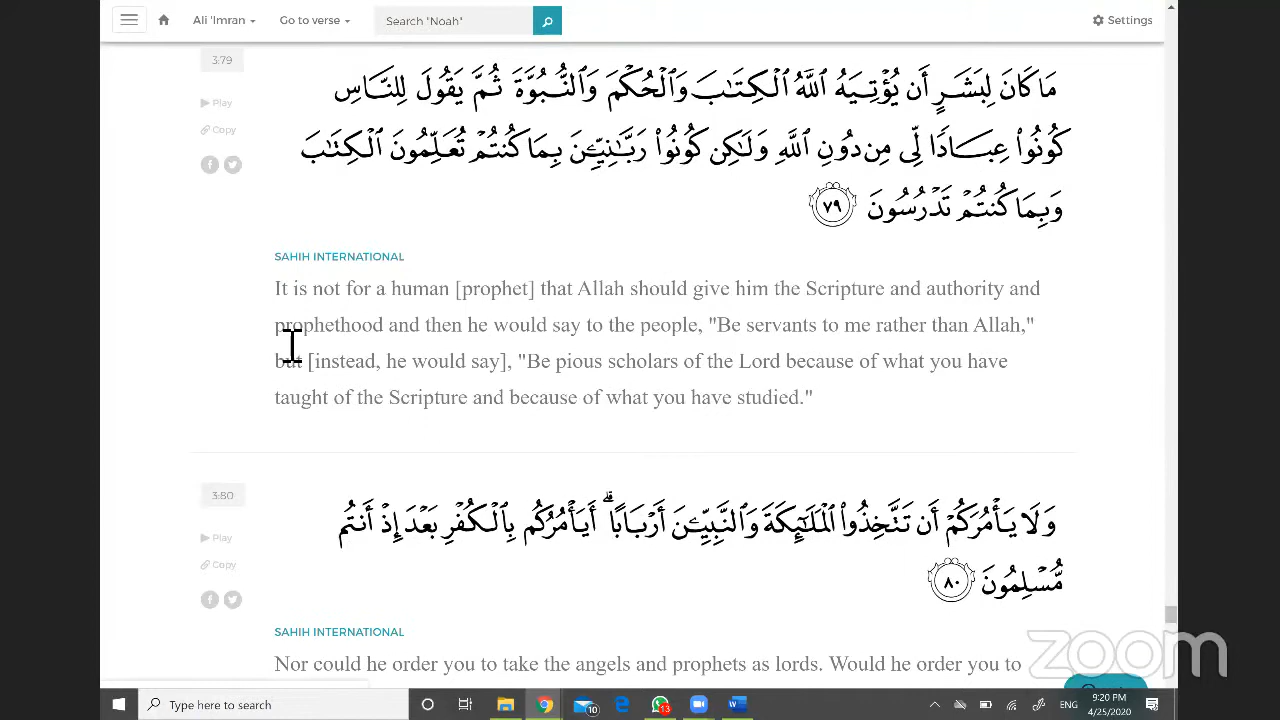 Ali 'Imran
Go to verse
Search "Noah"
Settings
3:79
مَا كَانَ لِبَشَرٍ أَن يُؤْتِيَهُ ٱللَّهُ ٱلْكِتَـٰبَ وَٱلْحُكْمَ وَٱلنُّبُوَّةَ ثُمَّ يَقُولَ لِلنَّاسِ
Play
Copy
كُونُوا۟ عِبَادًا لِّى مِن دُونِ ٱللَّهِ وَلَـٰكِن كُونُوا۟ رَبَّـٰنِيِّـۧنَ بِمَا كُنتُمْ تُعَلِّمُونَ ٱلْكِتَـٰبَ
وَبِمَا كُنتُمْ تَدْرُسُونَ ٧٩
SAHIH INTERNATIONAL
It is not for a human [prophet] that Allah should give him the Scripture and authority and
prophethood and then he would say to the people, "Be servants to me rather than Allah,"
but [instead, he would say], "Be pious scholars of the Lord because of what you have
taught of the Scripture and because of what you have studied."
3:80
وَلَا يَأْمُرَكُمْ أَن تَتَّخِذُوا۟ ٱلْمَلَـٰٓئِكَةَ وَٱلنَّبِيِّـۧنَ أَرْبَابًا ۗ أَيَأْمُرُكُم بِٱلْكُفْرِ بَعْدَ إِذْ أَنتُم
Play
Copy
مُّسْلِمُونَ ٨٠
SAHIH INTERNATIONAL
Nor could he order you to take the angels and prophets as lords. Would he order you to
zoom
Type here to search
10
13
ENG
9:20 PM
4/25/2020